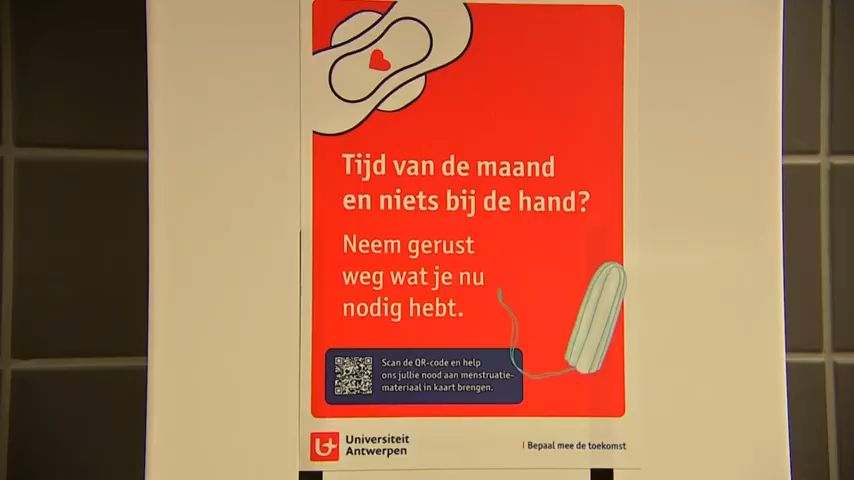 Tijd van de maand
en niets bij de hand?
Neem gerust
weg wat je nu
nodig hebt.
Scan de QR-code en help
ons jullie nood aan menstruatie-
materiaal in kaart brengen.
Universiteit
Antwerpen
Bepaal mee de toekomst